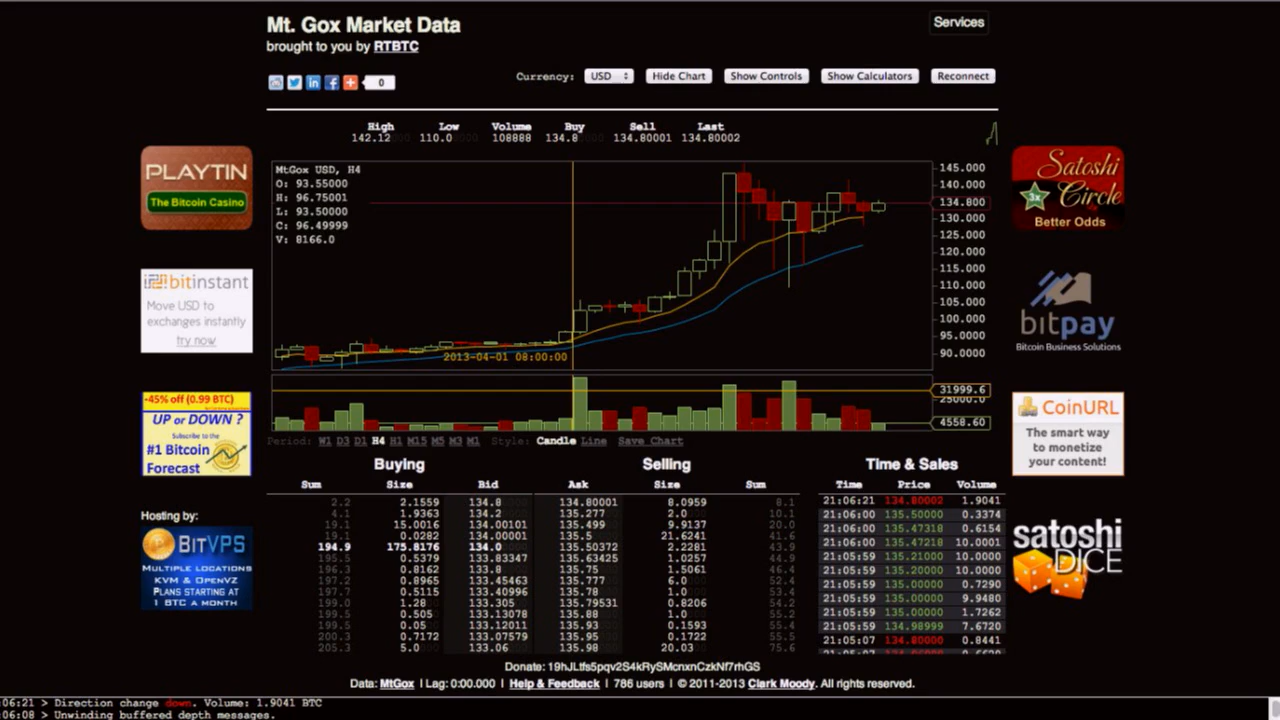 Mt. Gox Market Data
Services
brought to you by RTBTC
0
Currency: USD Hide Chart Show Controls Show Calculators Reconnect
High Low Volume Buy Sell Last
142.1200 110.0 108888 134.8 134.80001 134.80002
PLAYTIN
The Bitcoin Casino
bitinstant
Move USD to
exchanges instantly
try now
-45% off (0.99 BTC)
UP or DOWN ?
Subscribe to the
#1 Bitcoin
Forecast
Hosting by:
BITVPS
MULTIPLE LOCATIONS
KVM & OPENVZ
PLANS STARTING AT
1 BTC A MONTH
MtGox USD, H4
O: 93.55000
H: 96.75001
L: 93.50000
C: 96.49999
V: 8166.0
2013-04-01 08:00:00
145.000
140.000
134.800
130.000
125.000
120.000
115.000
110.000
105.000
100.000
95.0000
90.0000
31999.6
25000.0
4558.60
Period: W1 D3 D1 H4 H1 M15 M5 M3 M1 Style: Candle Line Save Chart
Buying Selling Time & Sales
Sum Size Bid Ask Size Sum Time Price Volume
2.2 2.1559 134.8 134.80001 8.0959 8.1
4.1 1.9363 134.2 135.277 2.0 10.1
19.1 15.0016 134.00101 135.499 9.9137 20.0
19.1 0.0282 134.00001 135.5 21.6241 41.6
194.9 175.8176 134.0 135.50372 2.2281 43.9
195.5 0.5379 133.83347 135.63425 1.0257 44.9
196.3 0.8162 133.8 135.75 1.5061 46.4
197.2 0.8965 133.45463 135.777 6.0 52.4
197.7 0.5115 133.40996 135.78 1.0 53.4
199.0 1.28 133.305 135.79531 0.8206 54.2
199.5 0.505 133.13078 135.88 1.0 55.2
199.5 0.05 133.12011 135.93 0.1593 55.4
200.3 0.7172 133.07579 135.95 0.1722 55.5
205.3 5.0 133.06 135.98 20.03 75.6
21:06:21 134.80002 1.9041
21:06:00 135.50000 0.3374
21:06:00 135.47318 0.6154
21:06:00 135.47218 10.0001
21:06:00 135.21000 10.0000
21:06:00 135.20000 10.0000
21:05:59 135.00000 0.7290
21:05:59 135.00000 9.9480
21:05:59 135.00000 1.7262
21:05:59 134.98999 7.6720
21:05:07 134.80000 0.8441
Satoshi
Circle
3x
Better Odds
bitpay
Bitcoin Business Solutions
CoinURL
The smart way
to monetize
your content!
satoshi
DICE
Donate: 19hJLtfs5pqv2S4kRySMcnxnCzkNf7rhGS
Data: MtGox | Lag: 0:00.000 | Help & Feedback | 786 users | © 2011-2013 Clark Moody. All rights reserved.
:06:21 > Direction change down. Volume: 1.9041 BTC
:06:08 > Unwinding buffered depth messages.